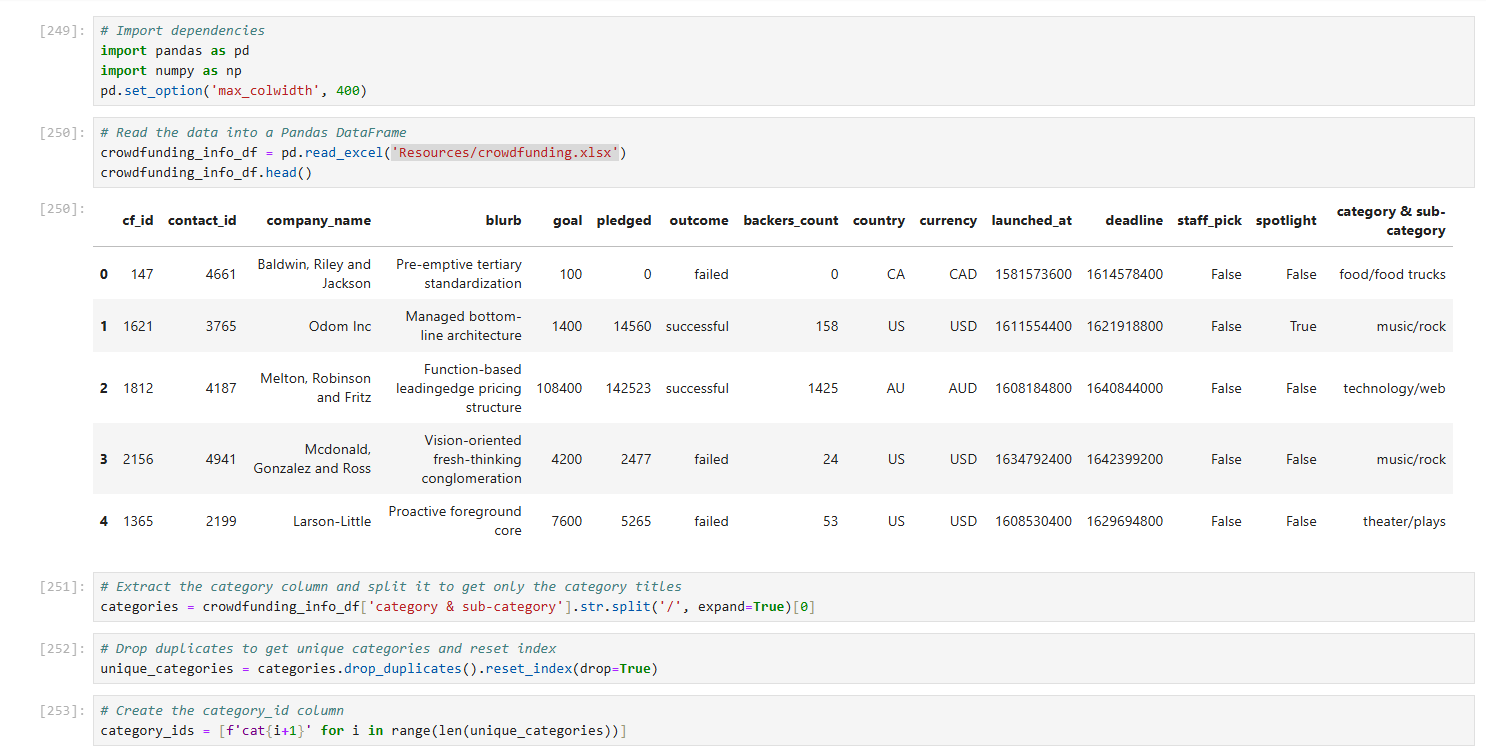 [249]: # Import dependencies
import pandas as pd
import numpy as np
pd.set_option('max_colwidth', 400)
[250]: # Read the data into a Pandas DataFrame
crowdfunding_info_df = pd.read_excel('Resources/crowdfunding.xlsx')
crowdfunding_info_df.head()
[250]:
cf_id contact_id company_name blurb goal pledged outcome backers_count country currency launched_at deadline staff_pick spotlight category & sub-
category
0 147 4661 Baldwin, Riley and
Jackson Pre-emptive tertiary
standardization 100 0 failed 0 CA CAD 1581573600 1614578400 False False food/food trucks
1 1621 3765 Odom Inc Managed bottom-
line architecture 1400 14560 successful 158 US USD 1611554400 1621918800 False True music/rock
2 1812 4187 Melton, Robinson
and Fritz Function-based
leadingedge pricing
structure 108400 142523 successful 1425 AU AUD 1608184800 1640844000 False False technology/web
3 2156 4941 Mcdonald,
Gonzalez and Ross Vision-oriented
fresh-thinking
conglomeration 4200 2477 failed 24 US USD 1634792400 1642399200 False False music/rock
4 1365 2199 Larson-Little Proactive foreground
core 7600 5265 failed 53 US USD 1608530400 1629694800 False False theater/plays
[251]: # Extract the category column and split it to get only the category titles
categories = crowdfunding_info_df['category & sub-category'].str.split('/', expand=True)[0]
[252]: # Drop duplicates to get unique categories and reset index
unique_categories = categories.drop_duplicates().reset_index(drop=True)
[253]: # Create the category_id column
category_ids = [f'cat{i+1}' for i in range(len(unique_categories))]